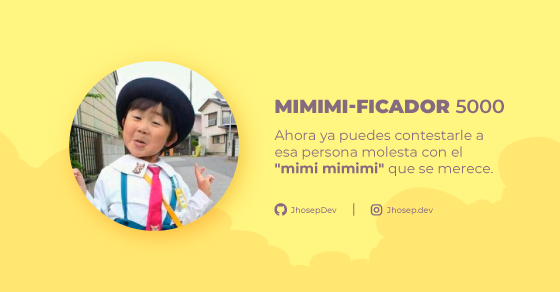 MIMIMI-FICADOR 5000
Ahora ya puedes contestarle a
esa persona molesta con el
"mimi mimimi" que se merece.
JhosepDev | Jhosep.dev